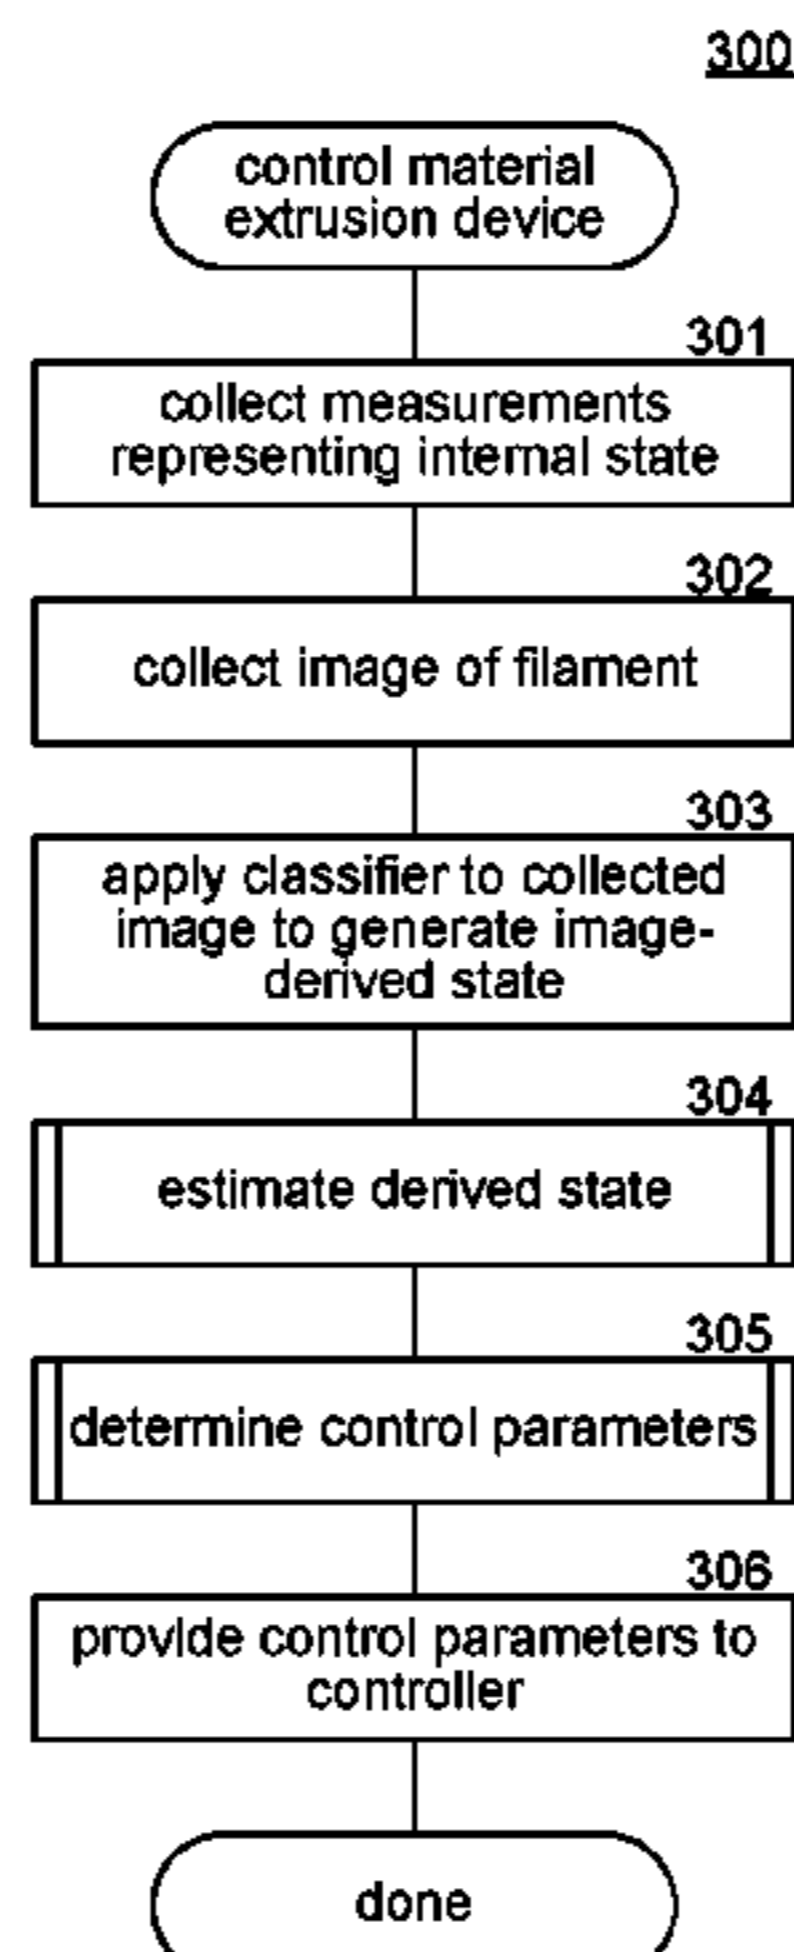 300
control material
extrusion device
301
collect measurements
representing internal state
302
collect image of filament
303
apply classifier to collected
image to generate image-
derived state
304
estimate derived state
305
determine control parameters
306
provide control parameters to
controller
done